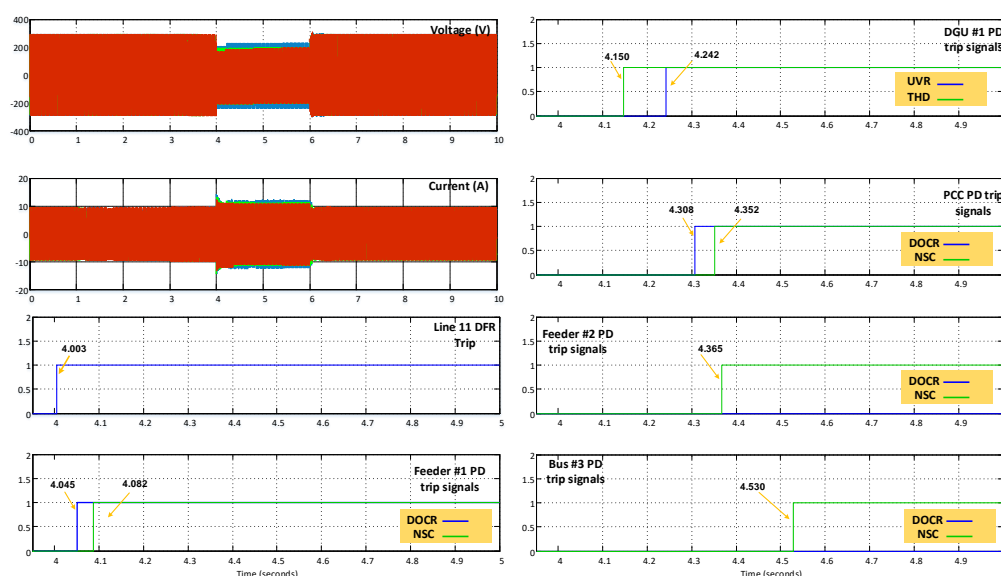 Voltage (V)
400
200
0
-200
-400
0 1 2 3 4 5 6 7 8 9 10
Current (A)
20
10
0
-10
-20
0 1 2 3 4 5 6 7 8 9 10
Line 11 DFR
Trip
4.003
2
1.5
1
0.5
0
4 4.1 4.2 4.3 4.4 4.5 4.6 4.7 4.8 4.9 5
Feeder #1 PD
trip signals
4.045 4.082
DOCR
NSC
2
1.5
1
0.5
0
4 4.1 4.2 4.3 4.4 4.5 4.6 4.7 4.8 4.9 5
Time (seconds)
DGU #1 PD
trip signals
4.150 4.242
UVR
THD
2
1.5
1
0.5
0
4 4.1 4.2 4.3 4.4 4.5 4.6 4.7 4.8 4.9
PCC PD trip
signals
4.308 4.352
DOCR
NSC
2
1.5
1
0.5
0
4 4.1 4.2 4.3 4.4 4.5 4.6 4.7 4.8 4.9
Feeder #2 PD
trip signals
4.365
DOCR
NSC
2
1.5
1
0.5
0
4 4.1 4.2 4.3 4.4 4.5 4.6 4.7 4.8 4.9
Bus #3 PD
trip signals
4.530
DOCR
NSC
2
1.5
1
0.5
0
4 4.1 4.2 4.3 4.4 4.5 4.6 4.7 4.8 4.9
Time (seconds)